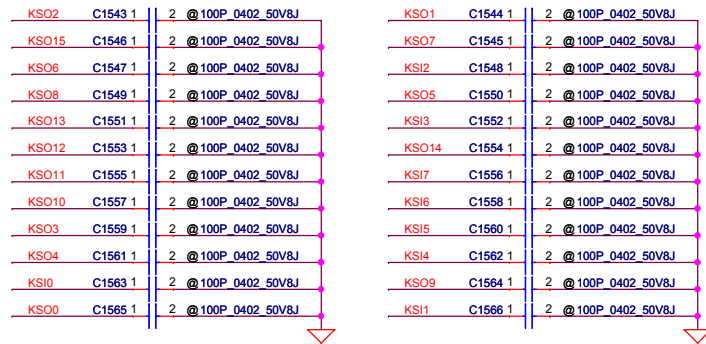 KSO2 C1543 1 2 @100P_0402_50V8J KSO1 C1544 1 2 @100P_0402_50V8J
KSO15 C1546 1 2 @100P_0402_50V8J KSO7 C1545 1 2 @100P_0402_50V8J
KSO6 C1547 1 2 @100P_0402_50V8J KSI2 C1548 1 2 @100P_0402_50V8J
KSO8 C1549 1 2 @100P_0402_50V8J KSO5 C1550 1 2 @100P_0402_50V8J
KSO13 C1551 1 2 @100P_0402_50V8J KSI3 C1552 1 2 @100P_0402_50V8J
KSO12 C1553 1 2 @100P_0402_50V8J KSO14 C1554 1 2 @100P_0402_50V8J
KSO11 C1555 1 2 @100P_0402_50V8J KSI7 C1556 1 2 @100P_0402_50V8J
KSO10 C1557 1 2 @100P_0402_50V8J KSI6 C1558 1 2 @100P_0402_50V8J
KSO3 C1559 1 2 @100P_0402_50V8J KSI5 C1560 1 2 @100P_0402_50V8J
KSO4 C1561 1 2 @100P_0402_50V8J KSI4 C1562 1 2 @100P_0402_50V8J
KSI0 C1563 1 2 @100P_0402_50V8J KSO9 C1564 1 2 @100P_0402_50V8J
KSO0 C1565 1 2 @100P_0402_50V8J KSI1 C1566 1 2 @100P_0402_50V8J